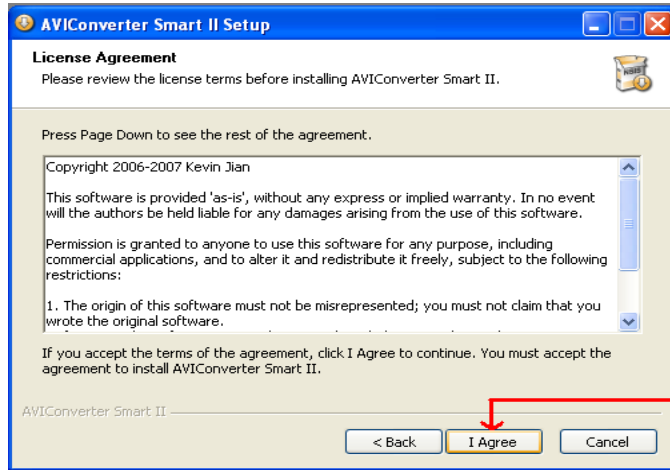 AVIConverter Smart II Setup
License Agreement
Please review the license terms before installing AVIConverter Smart II.
NSIS
Press Page Down to see the rest of the agreement.
Copyright 2006-2007 Kevin Jian
This software is provided 'as-is', without any express or implied warranty. In no event
will the authors be held liable for any damages arising from the use of this software.
Permission is granted to anyone to use this software for any purpose, including
commercial applications, and to alter it and redistribute it freely, subject to the following
restrictions:
1. The origin of this software must not be misrepresented; you must not claim that you
wrote the original software.
If you accept the terms of the agreement, click I Agree to continue. You must accept the
agreement to install AVIConverter Smart II.
AVIConverter Smart II
< Back I Agree Cancel